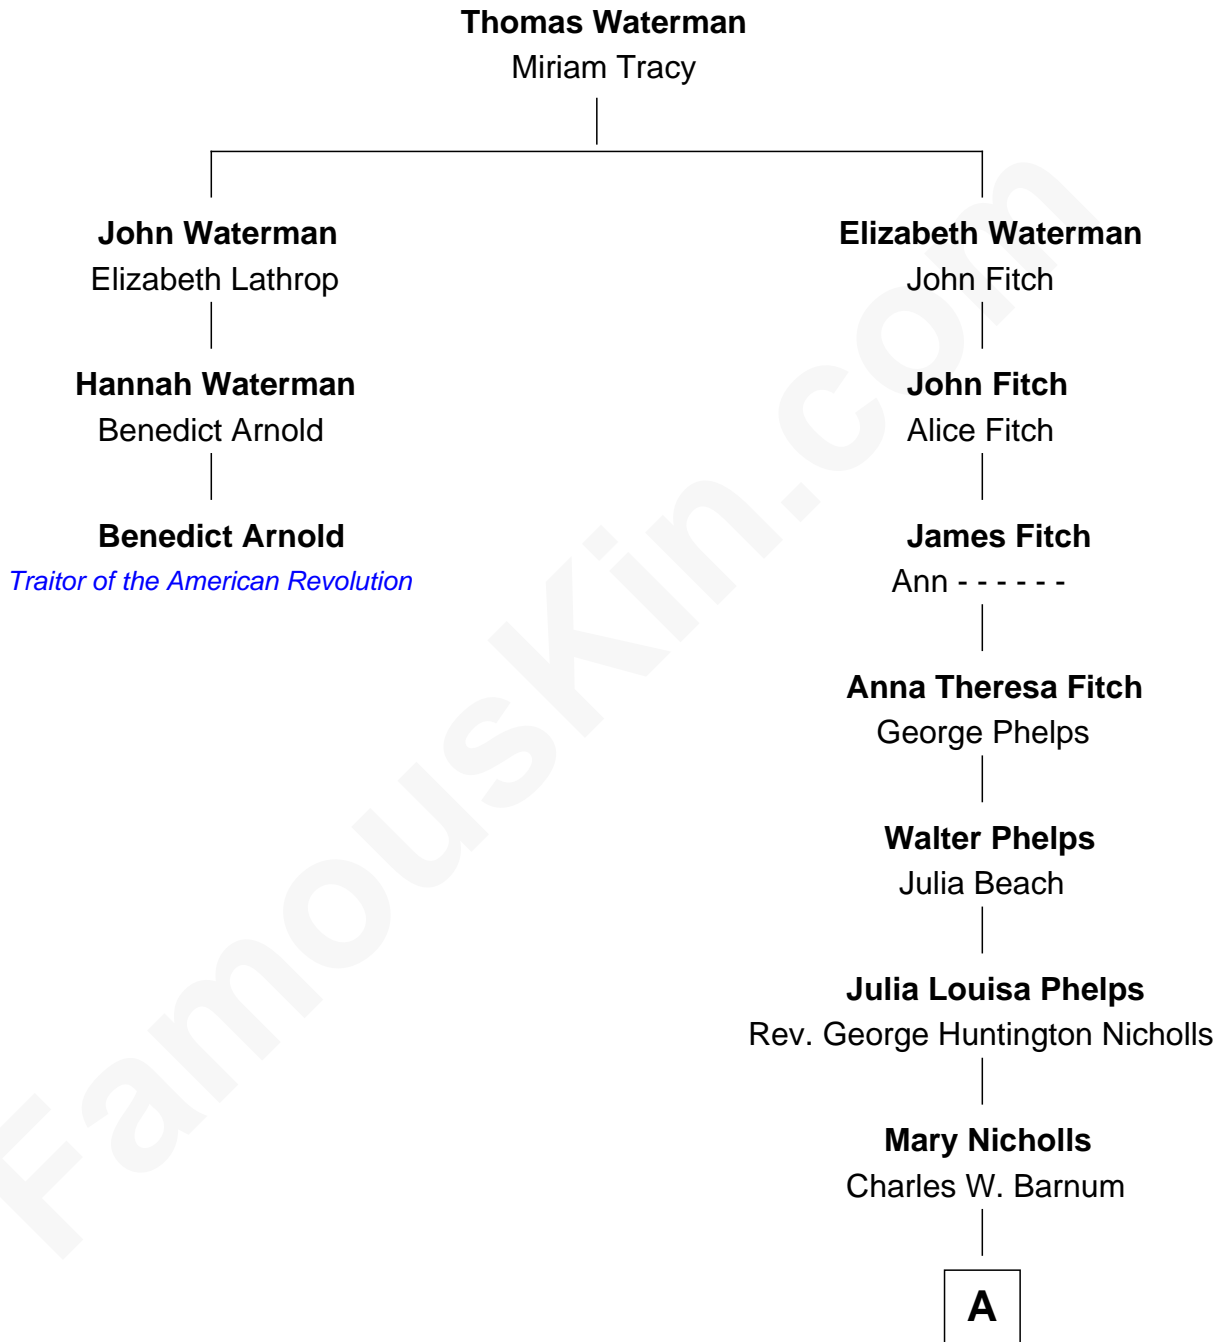 Thomas Waterman
Miriam Tracy
John Waterman
Elizabeth Lathrop
Elizabeth Waterman
John Fitch
Hannah Waterman
Benedict Arnold
John Fitch
Alice Fitch
Benedict Arnold
Traitor of the American Revolution
James Fitch
Ann - - - - - -
Anna Theresa Fitch
George Phelps
Walter Phelps
Julia Beach
Julia Louisa Phelps
Rev. George Huntington Nicholls
Mary Nicholls
Charles W. Barnum
A
FamousKin.com